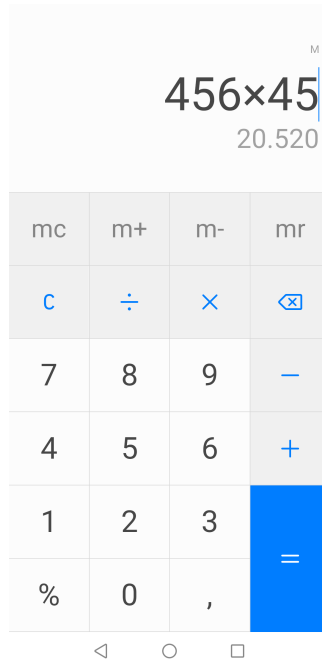 M
456×45
20.520
mc m+ m- mr
C ÷ ×
7 8 9 −
4 5 6 +
1 2 3
% 0 , =